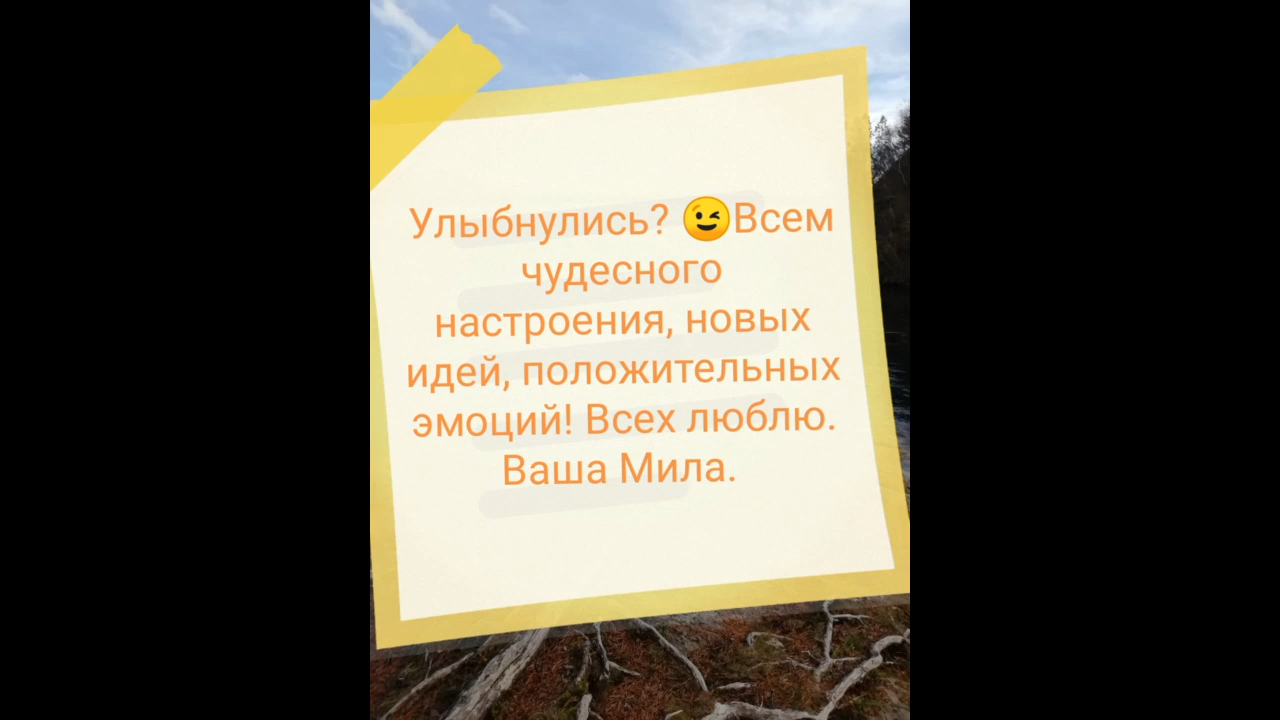 Улыбнулись? 😉Всем
чудесного
настроения, новых
идей, положительных
эмоций! Всех люблю.
Ваша Мила.